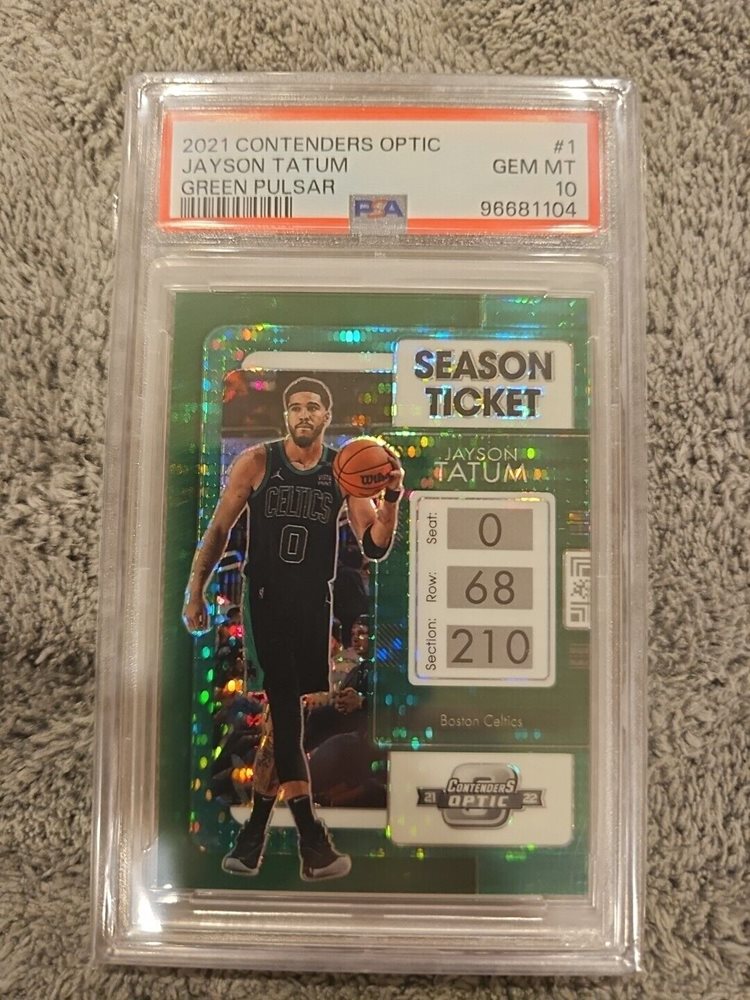 2021 CONTENDERS OPTIC #1
JAYSON TATUM GEM MT
GREEN PULSAR 10
PSA 96681104
SEASON
TICKET
JAYSON
TATUM
Wilson
CELTICS
0
Seat: 0
Row: 68
Section: 210
Boston Celtics
CONTENDERS
21 OPTIC 22